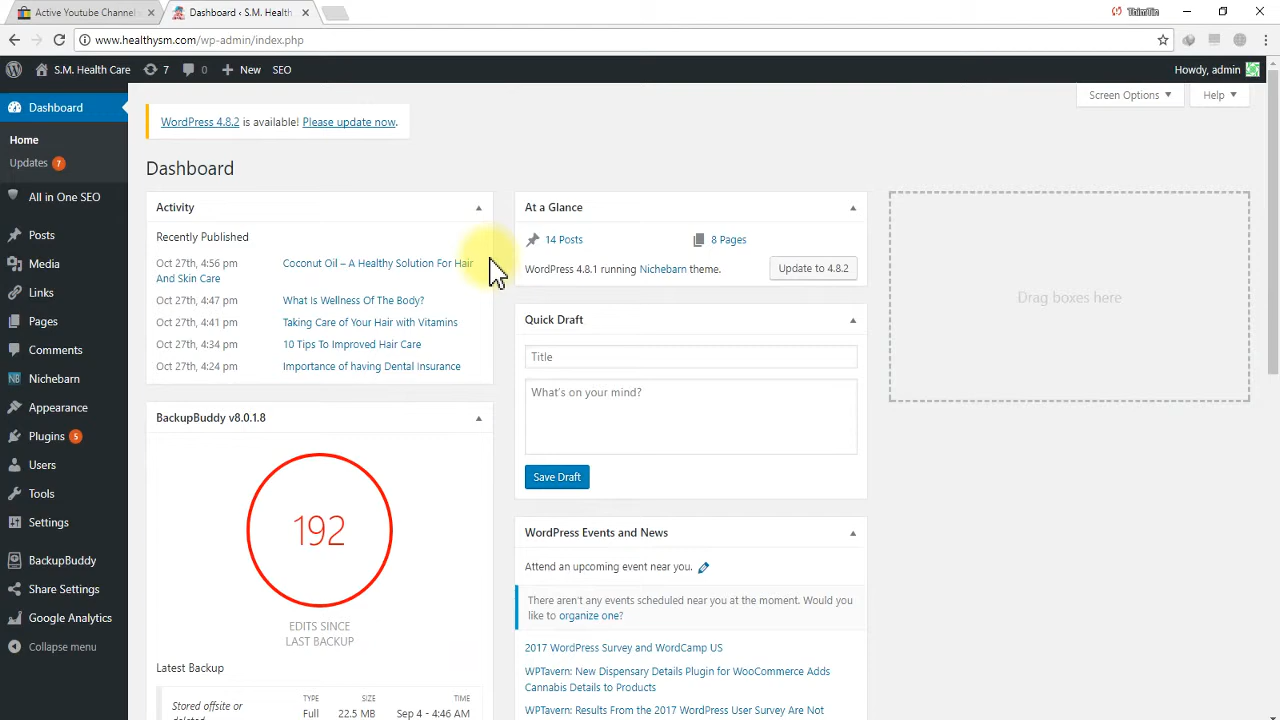 Active Youtube Channel
Dashboard ‹ S.M. Health
ThimTin
www.healthysm.com/wp-admin/index.php
S.M. Health Care
7
0
New
SEO
Howdy, admin
Screen Options
Help
WordPress 4.8.2 is available! Please update now.
Dashboard
Home
Updates 7
All in One SEO
Posts
Media
Links
Pages
Comments
Nichebarn
Appearance
Plugins 5
Users
Tools
Settings
BackupBuddy
Share Settings
Google Analytics
Collapse menu
Dashboard
Activity
Recently Published
Oct 27th, 4:56 pm Coconut Oil – A Healthy Solution For Hair
And Skin Care
Oct 27th, 4:47 pm What Is Wellness Of The Body?
Oct 27th, 4:41 pm Taking Care of Your Hair with Vitamins
Oct 27th, 4:34 pm 10 Tips To Improved Hair Care
Oct 27th, 4:24 pm Importance of having Dental Insurance
BackupBuddy v8.0.1.8
192
EDITS SINCE
LAST BACKUP
Latest Backup
TYPE SIZE TIME
Stored offsite or
deleted
Full 22.5 MB Sep 4 - 4:46 AM
At a Glance
14 Posts
8 Pages
WordPress 4.8.1 running Nichebarn theme.
Update to 4.8.2
Quick Draft
Title
What's on your mind?
Save Draft
WordPress Events and News
Attend an upcoming event near you.
There aren't any events scheduled near you at the moment. Would you
like to organize one?
2017 WordPress Survey and WordCamp US
WPTavern: New Dispensary Details Plugin for WooCommerce Adds
Cannabis Details to Products
WPTavern: Results From the 2017 WordPress User Survey Are Not
Drag boxes here